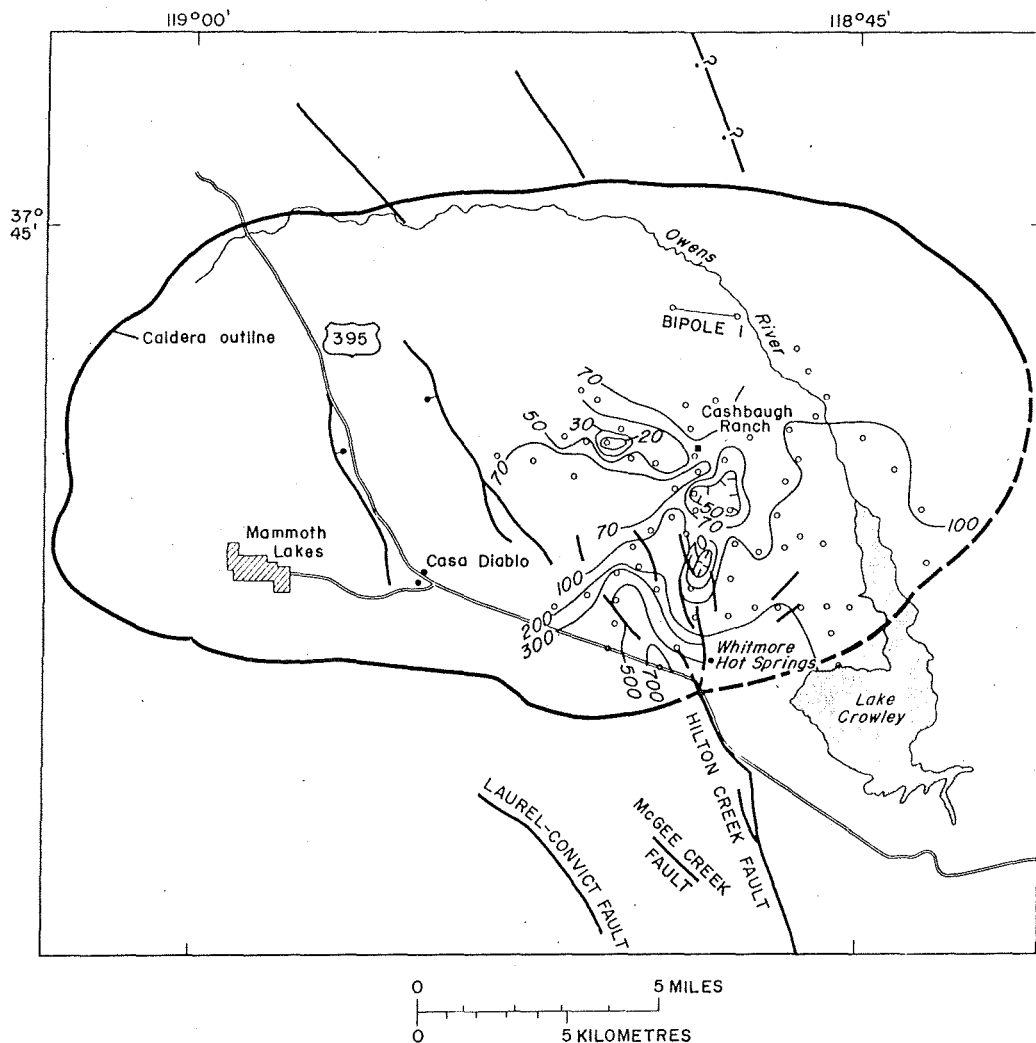 119°00'
118°45'
?
?
37°
45'
Owens
River
BIPOLE 1
Caldera outline
395
70
50
30
20
Cashbaugh
Ranch
70
50
70
100
70
Mammoth
Lakes
Casa Diablo
100
200
300
500
700
Whitmore
Hot Springs
Lake
Crowley
HILTON CREEK FAULT
LAUREL-CONVICT FAULT
McGEE CREEK
FAULT
0
5 MILES
0
5 KILOMETRES